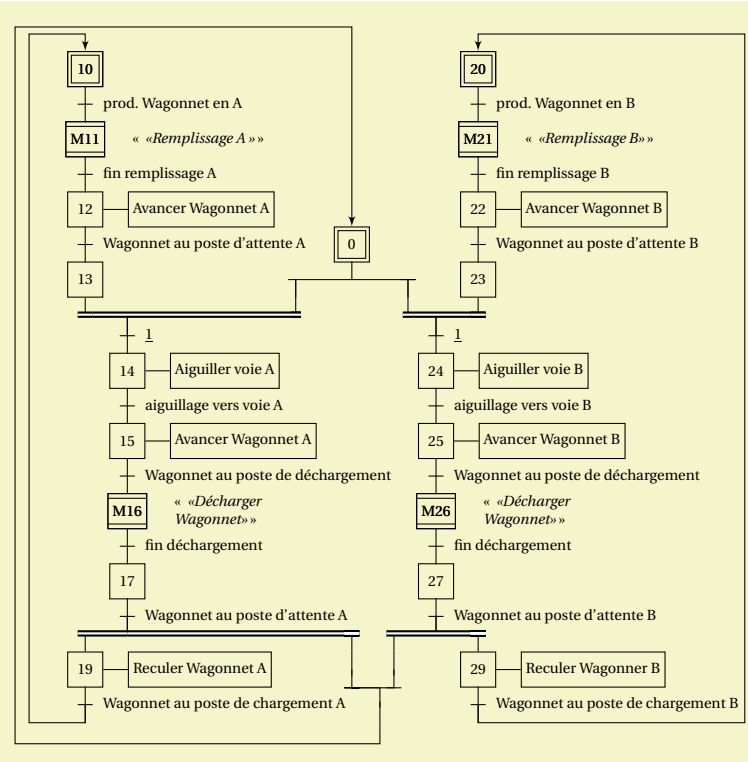 10
prod. Wagonnet en A
M11
« «Remplissage A»»
fin remplissage A
12
Avancer Wagonnet A
Wagonnet au poste d'attente A
13
0
20
prod. Wagonnet en B
M21
« «Remplissage B»»
fin remplissage B
22
Avancer Wagonnet B
Wagonnet au poste d'attente B
23
1
14
Aiguiller voie A
aiguillage vers voie A
15
Avancer Wagonnet A
Wagonnet au poste de déchargement
M16
« «Décharger
Wagonnet»»
fin déchargement
17
Wagonnet au poste d'attente A
19
Reculer Wagonnet A
Wagonnet au poste de chargement A
1
24
Aiguiller voie B
aiguillage vers voie B
25
Avancer Wagonnet B
Wagonnet au poste de déchargement
M26
« «Décharger
Wagonnet»»
fin déchargement
27
Wagonnet au poste d'attente B
29
Reculer Wagonner B
Wagonnet au poste de chargement B